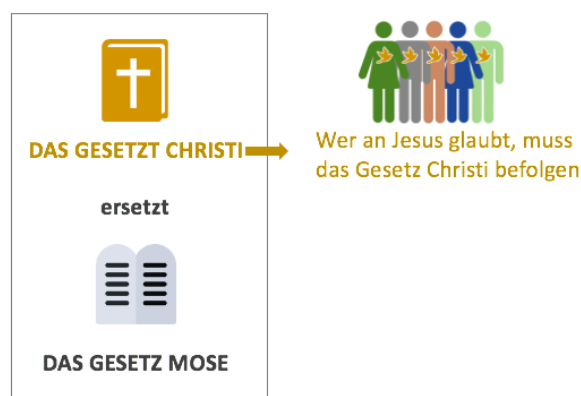 DAS GESETZT CHRISTI
Wer an Jesus glaubt, muss
das Gesetz Christi befolgen
ersetzt
DAS GESETZ MOSE